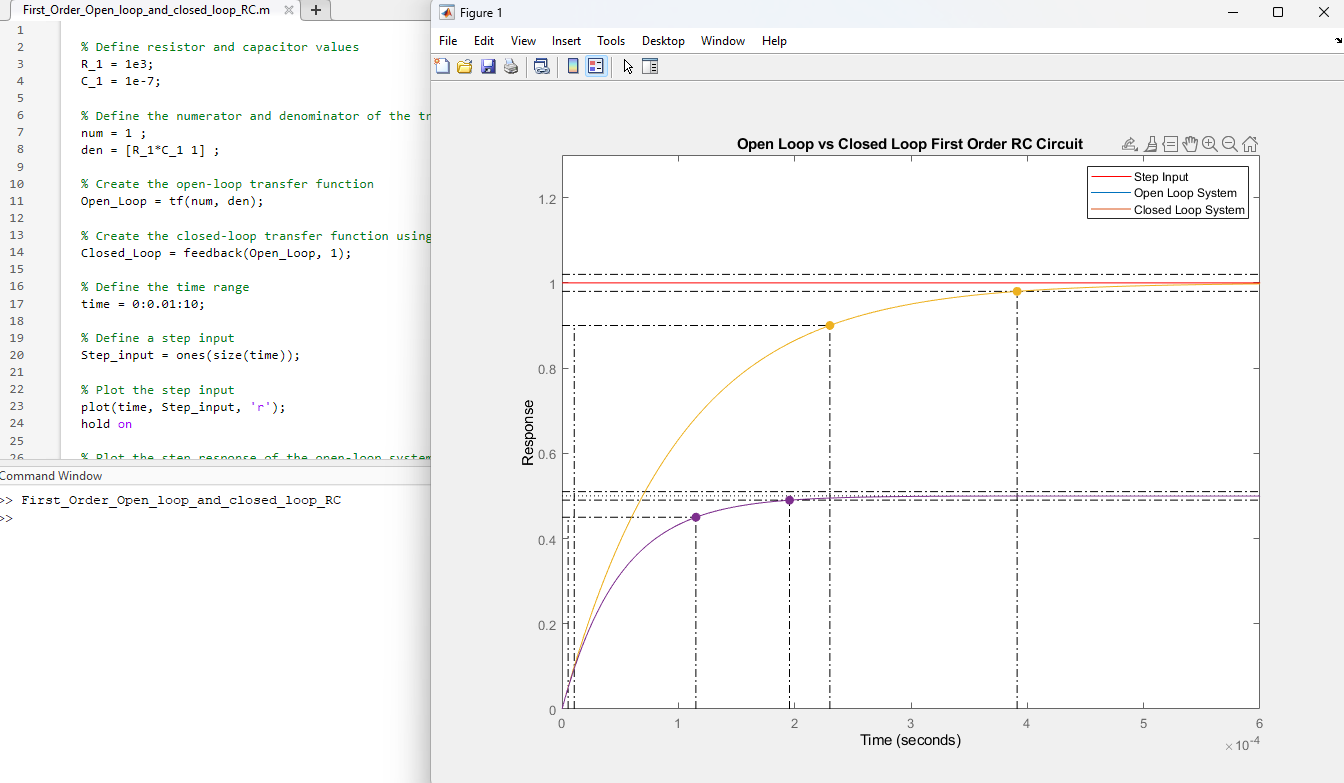 First_Order_Open_loop_and_closed_loop_RC.m
1
2 % Define resistor and capacitor values
3 R_1 = 1e3;
4 C_1 = 1e-7;
5
6 % Define the numerator and denominator of the tr
7 num = 1 ;
8 den = [R_1*C_1 1] ;
9
10 % Create the open-loop transfer function
11 Open_Loop = tf(num, den);
12
13 % Create the closed-loop transfer function using
14 Closed_Loop = feedback(Open_Loop, 1);
15
16 % Define the time range
17 time = 0:0.01:10;
18
19 % Define a step input
20 Step_input = ones(size(time));
21
22 % Plot the step input
23 plot(time, Step_input, 'r');
24 hold on
25
26 % Plot the step response of the open-loop system
Command Window
>> First_Order_Open_loop_and_closed_loop_RC
>>
Figure 1
File Edit View Insert Tools Desktop Window Help
Open Loop vs Closed Loop First Order RC Circuit
Step Input
Open Loop System
Closed Loop System
Response
1.2
1
0.8
0.6
0.4
0.2
0
0 1 2 3 4 5 6
× 10-4
Time (seconds)